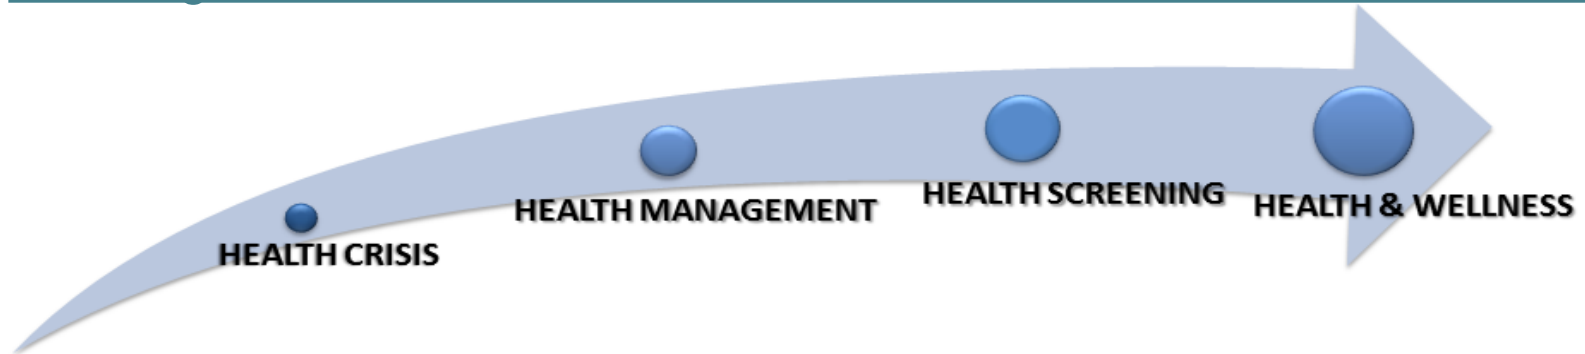 HEALTH CRISIS
HEALTH MANAGEMENT
HEALTH SCREENING
HEALTH & WELLNESS